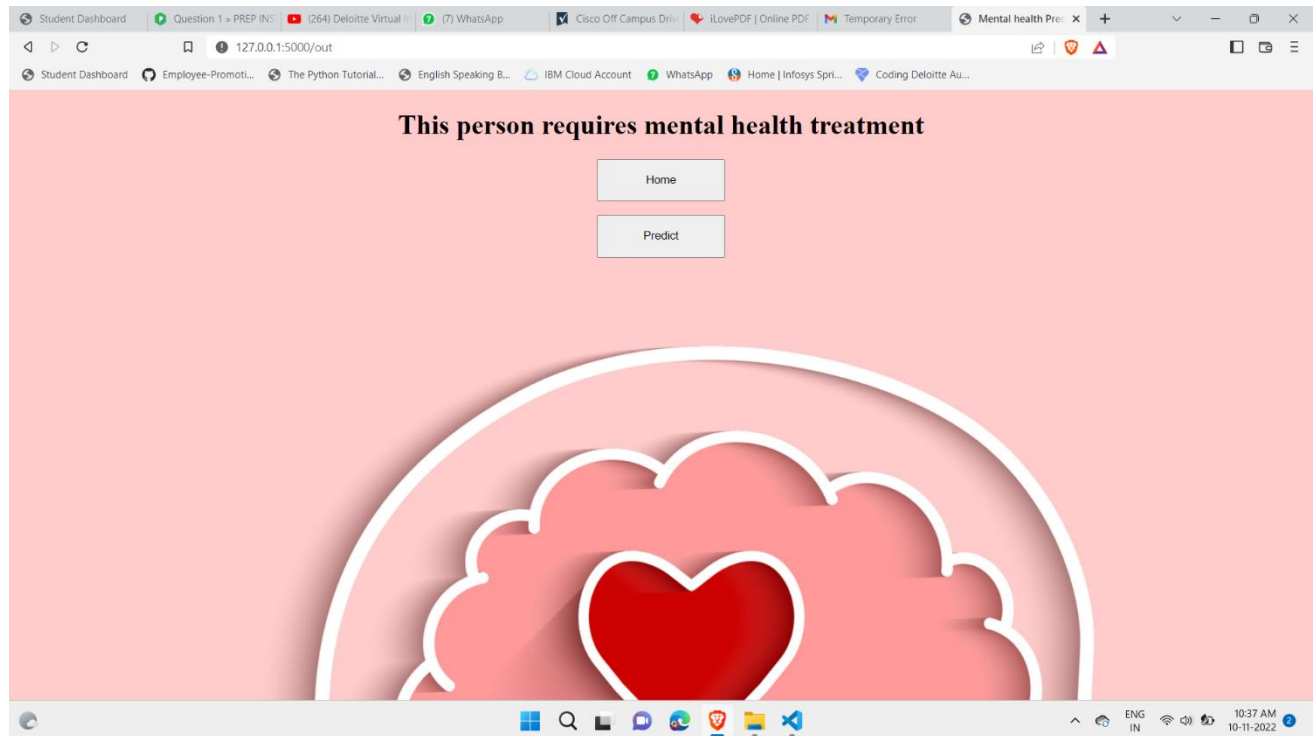 Student Dashboard
Question 1 » PREP INS
(264) Deloitte Virtual I
(7) WhatsApp
Cisco Off Campus Driv
iLovePDF | Online PDF
Temporary Error
Mental health Pred
127.0.0.1:5000/out
Student Dashboard
Employee-Promoti...
The Python Tutorial...
English Speaking B...
IBM Cloud Account
WhatsApp
Home | Infosys Spri...
Coding Deloitte Au...
This person requires mental health treatment
Home
Predict
ENG
IN
10:37 AM
10-11-2022
2